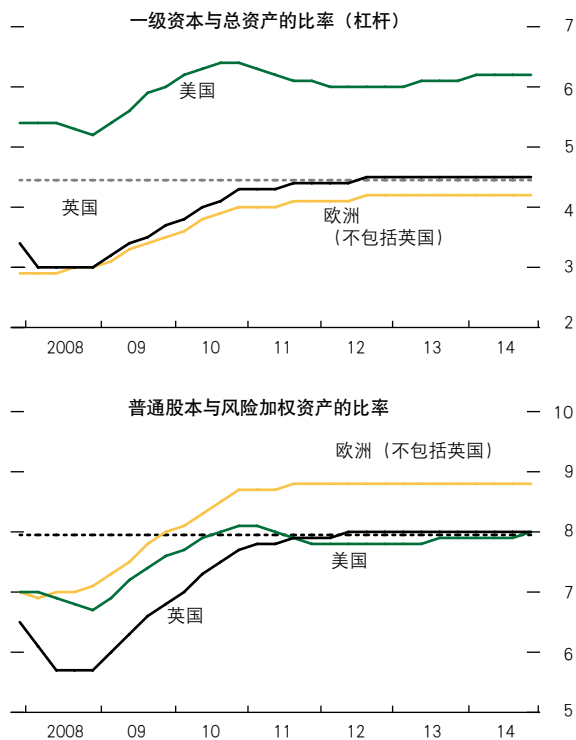 一级资本与总资产的比率（杠杆）
7
6
5
4
3
2
美国
英国
欧洲
（不包括英国）
2008 09 10 11 12 13 14
普通股本与风险加权资产的比率
10
9
8
7
6
5
欧洲（不包括英国）
美国
英国
2008 09 10 11 12 13 14